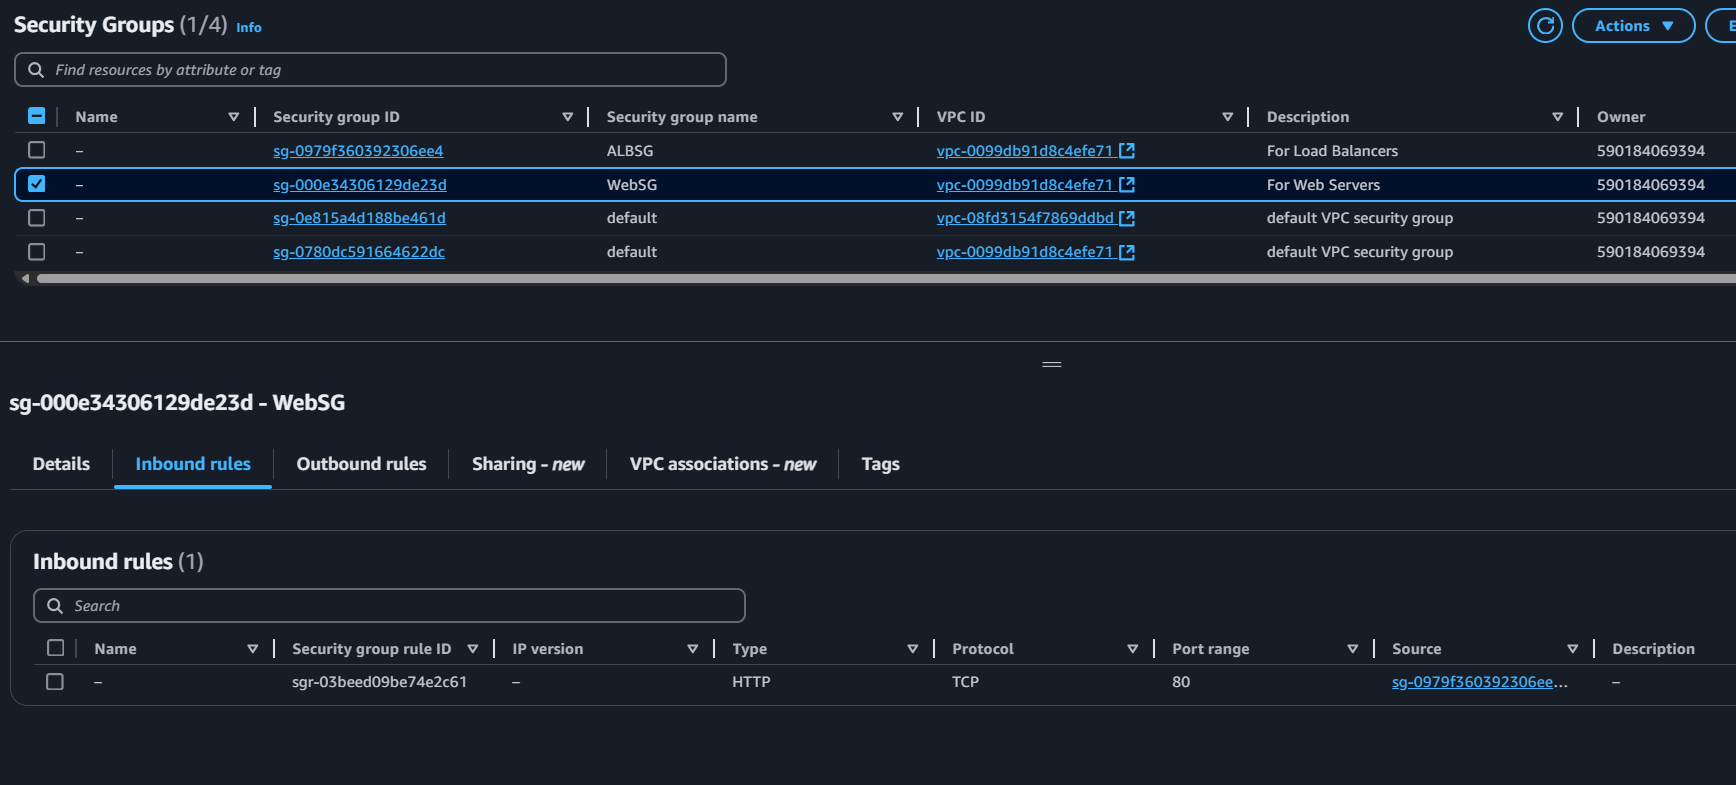 Security Groups (1/4) Info
Actions
Find resources by attribute or tag
Name Security group ID Security group name VPC ID Description Owner
– sg-0979f360392306ee4 ALBSG vpc-0099db91d8c4efe71 For Load Balancers 590184069394
– sg-000e34306129de23d WebSG vpc-0099db91d8c4efe71 For Web Servers 590184069394
– sg-0e815a4d188be461d default vpc-08fd3154f7869ddbd default VPC security group 590184069394
– sg-0780dc591664622dc default vpc-0099db91d8c4efe71 default VPC security group 590184069394
sg-000e34306129de23d - WebSG
Details Inbound rules Outbound rules Sharing - new VPC associations - new Tags
Inbound rules (1)
Search
Name Security group rule ID IP version Type Protocol Port range Source Description
– sgr-03beed09be74e2c61 – HTTP TCP 80 sg-0979f360392306ee... –